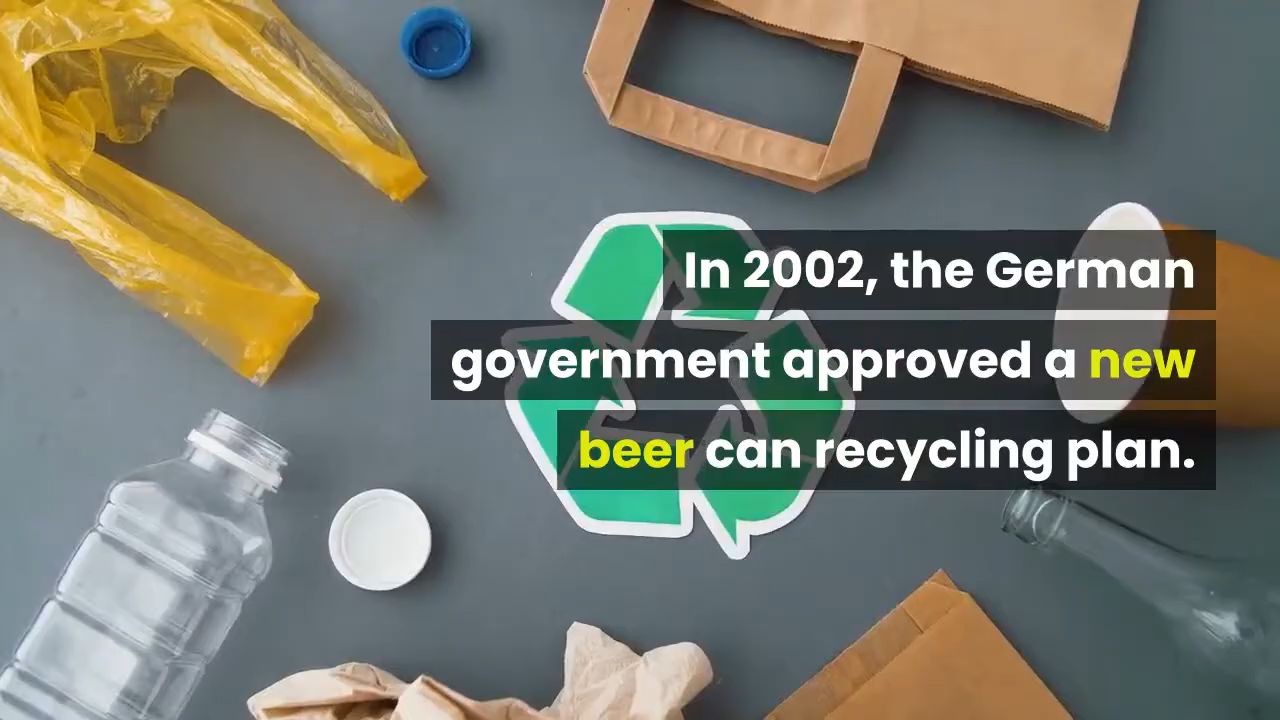 In 2002, the German
government approved a new
beer can recycling plan.